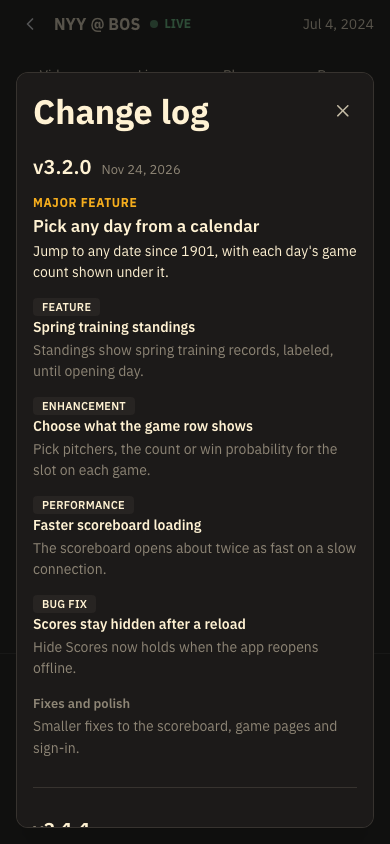 NYY @ BOS LIVE Jul 4, 2024
Change log
v3.2.0 Nov 24, 2026
MAJOR FEATURE
Pick any day from a calendar
Jump to any date since 1901, with each day's game
count shown under it.
FEATURE
Spring training standings
Standings show spring training records, labeled,
until opening day.
ENHANCEMENT
Choose what the game row shows
Pick pitchers, the count or win probability for the
slot on each game.
PERFORMANCE
Faster scoreboard loading
The scoreboard opens about twice as fast on a slow
connection.
BUG FIX
Scores stay hidden after a reload
Hide Scores now holds when the app reopens
offline.
Fixes and polish
Smaller fixes to the scoreboard, game pages and
sign-in.